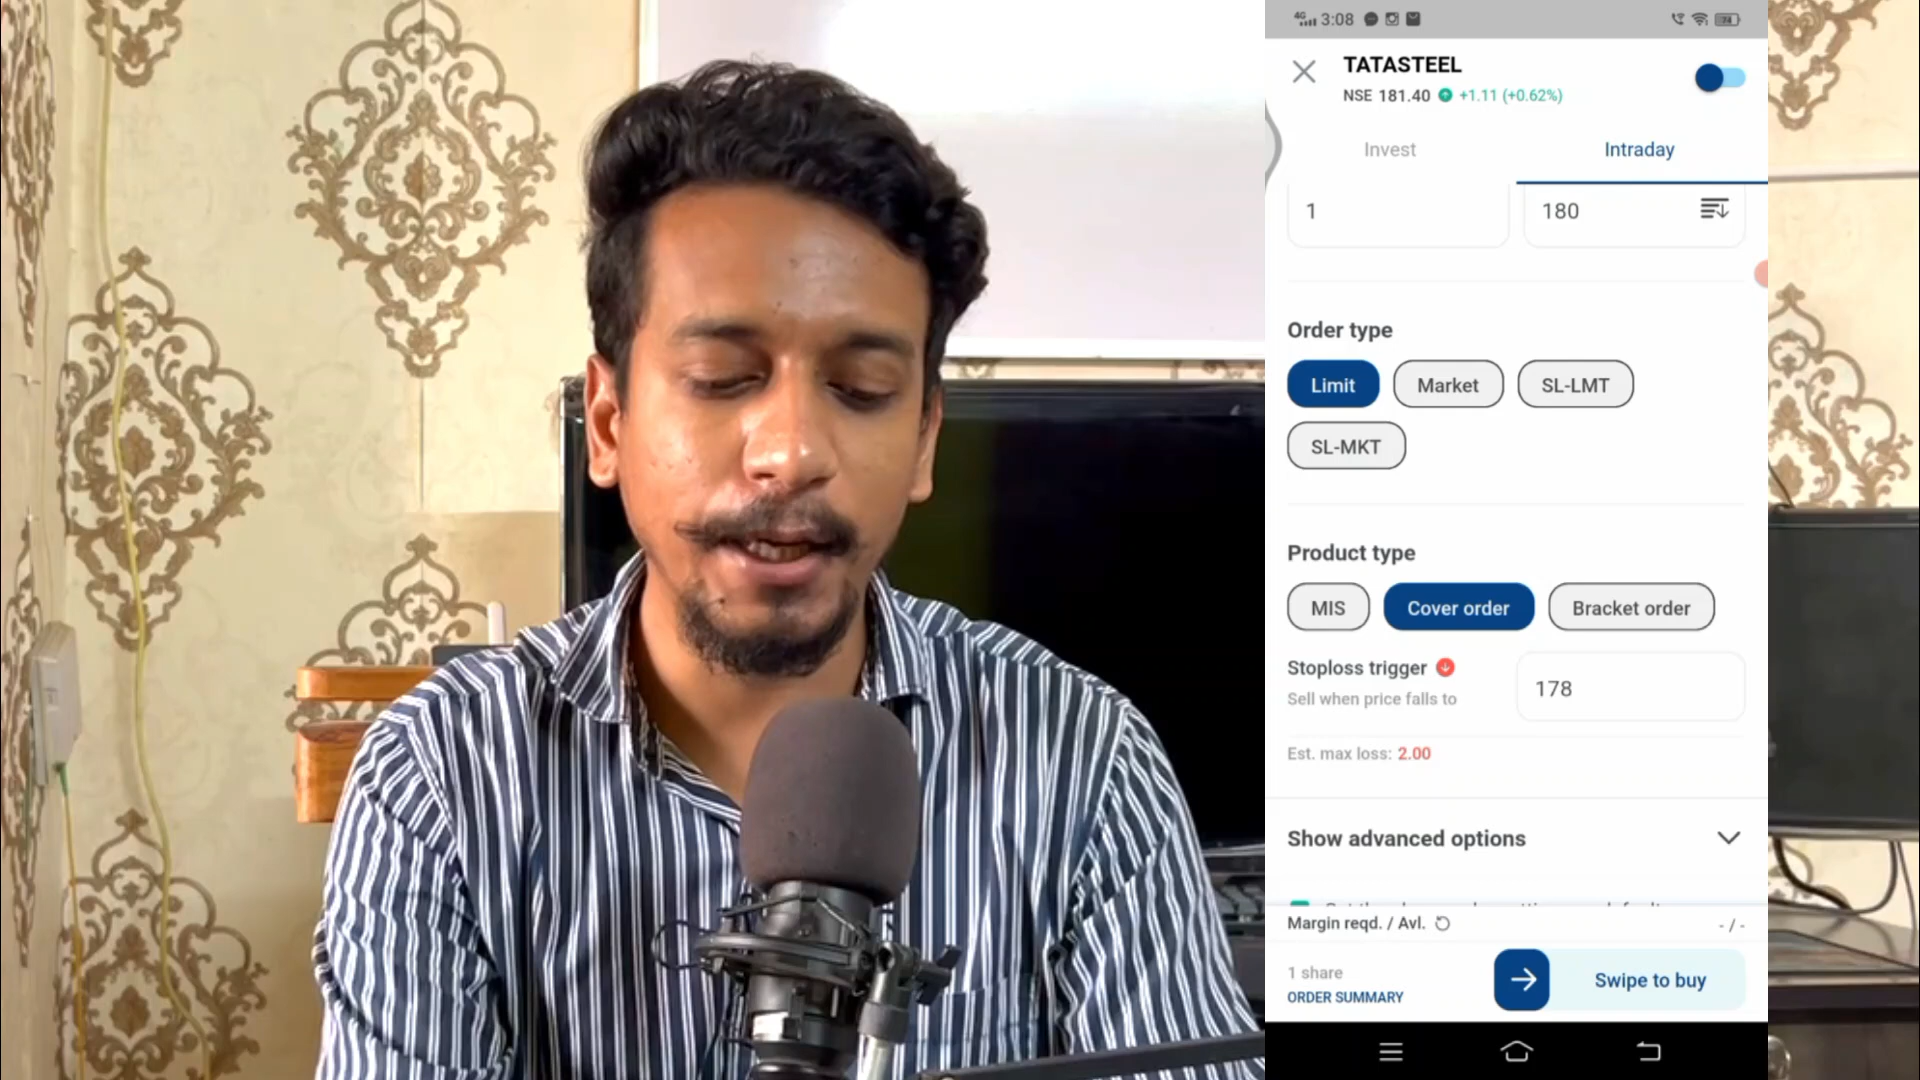 4G 3:08
TATASTEEL
NSE 181.40 +1.11 (+0.62%)
Invest Intraday
1 180
Order type
Limit Market SL-LMT
SL-MKT
Product type
MIS Cover order Bracket order
Stoploss trigger
Sell when price falls to
178
Est. max loss: 2.00
Show advanced options
Margin reqd. / Avl. - / -
1 share
ORDER SUMMARY
Swipe to buy